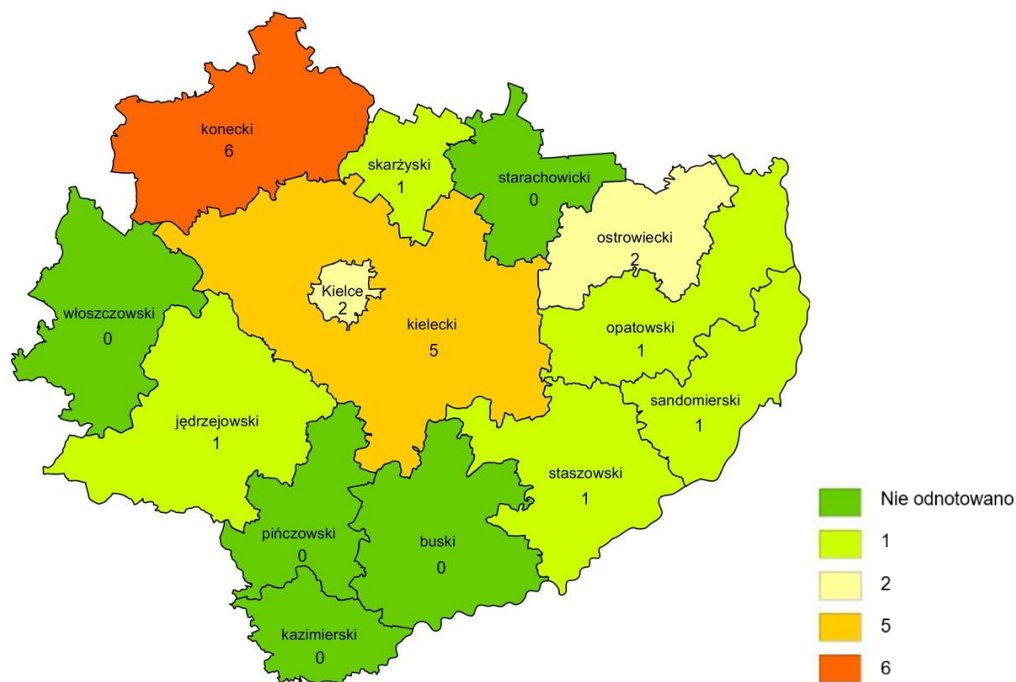 konecki
6
skarżyski
1
starachowicki
0
ostrowiecki
2
Kielce
2
włoszczowski
0
kielecki
5
opatowski
1
sandomierski
1
jędrzejowski
1
staszowski
1
pińczowski
0
buski
0
kazimierski
0
Nie odnotowano
1
2
5
6